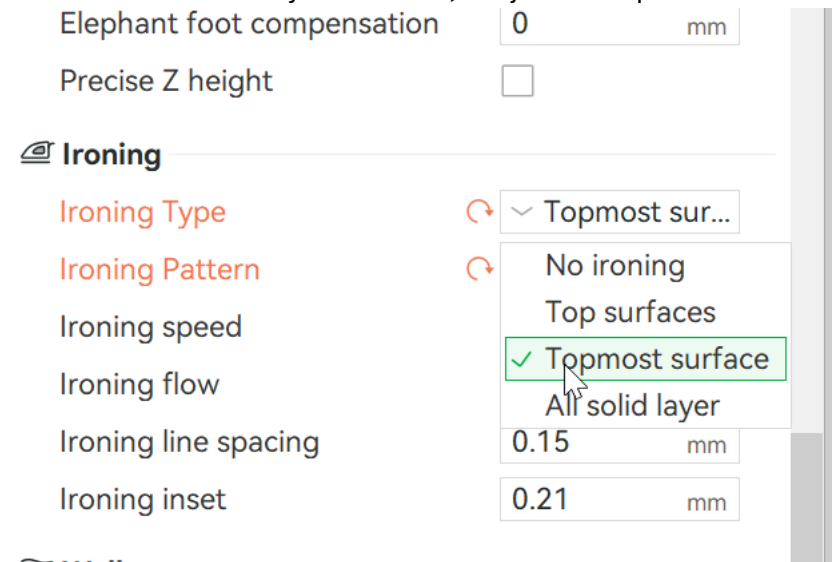 Elephant foot compensation 0 mm
Precise Z height
Ironing
Ironing Type Topmost sur...
Ironing Pattern
No ironing
Top surfaces
Ironing speed
Topmost surface
Ironing flow
All solid layer
Ironing line spacing 0.15 mm
Ironing inset 0.21 mm